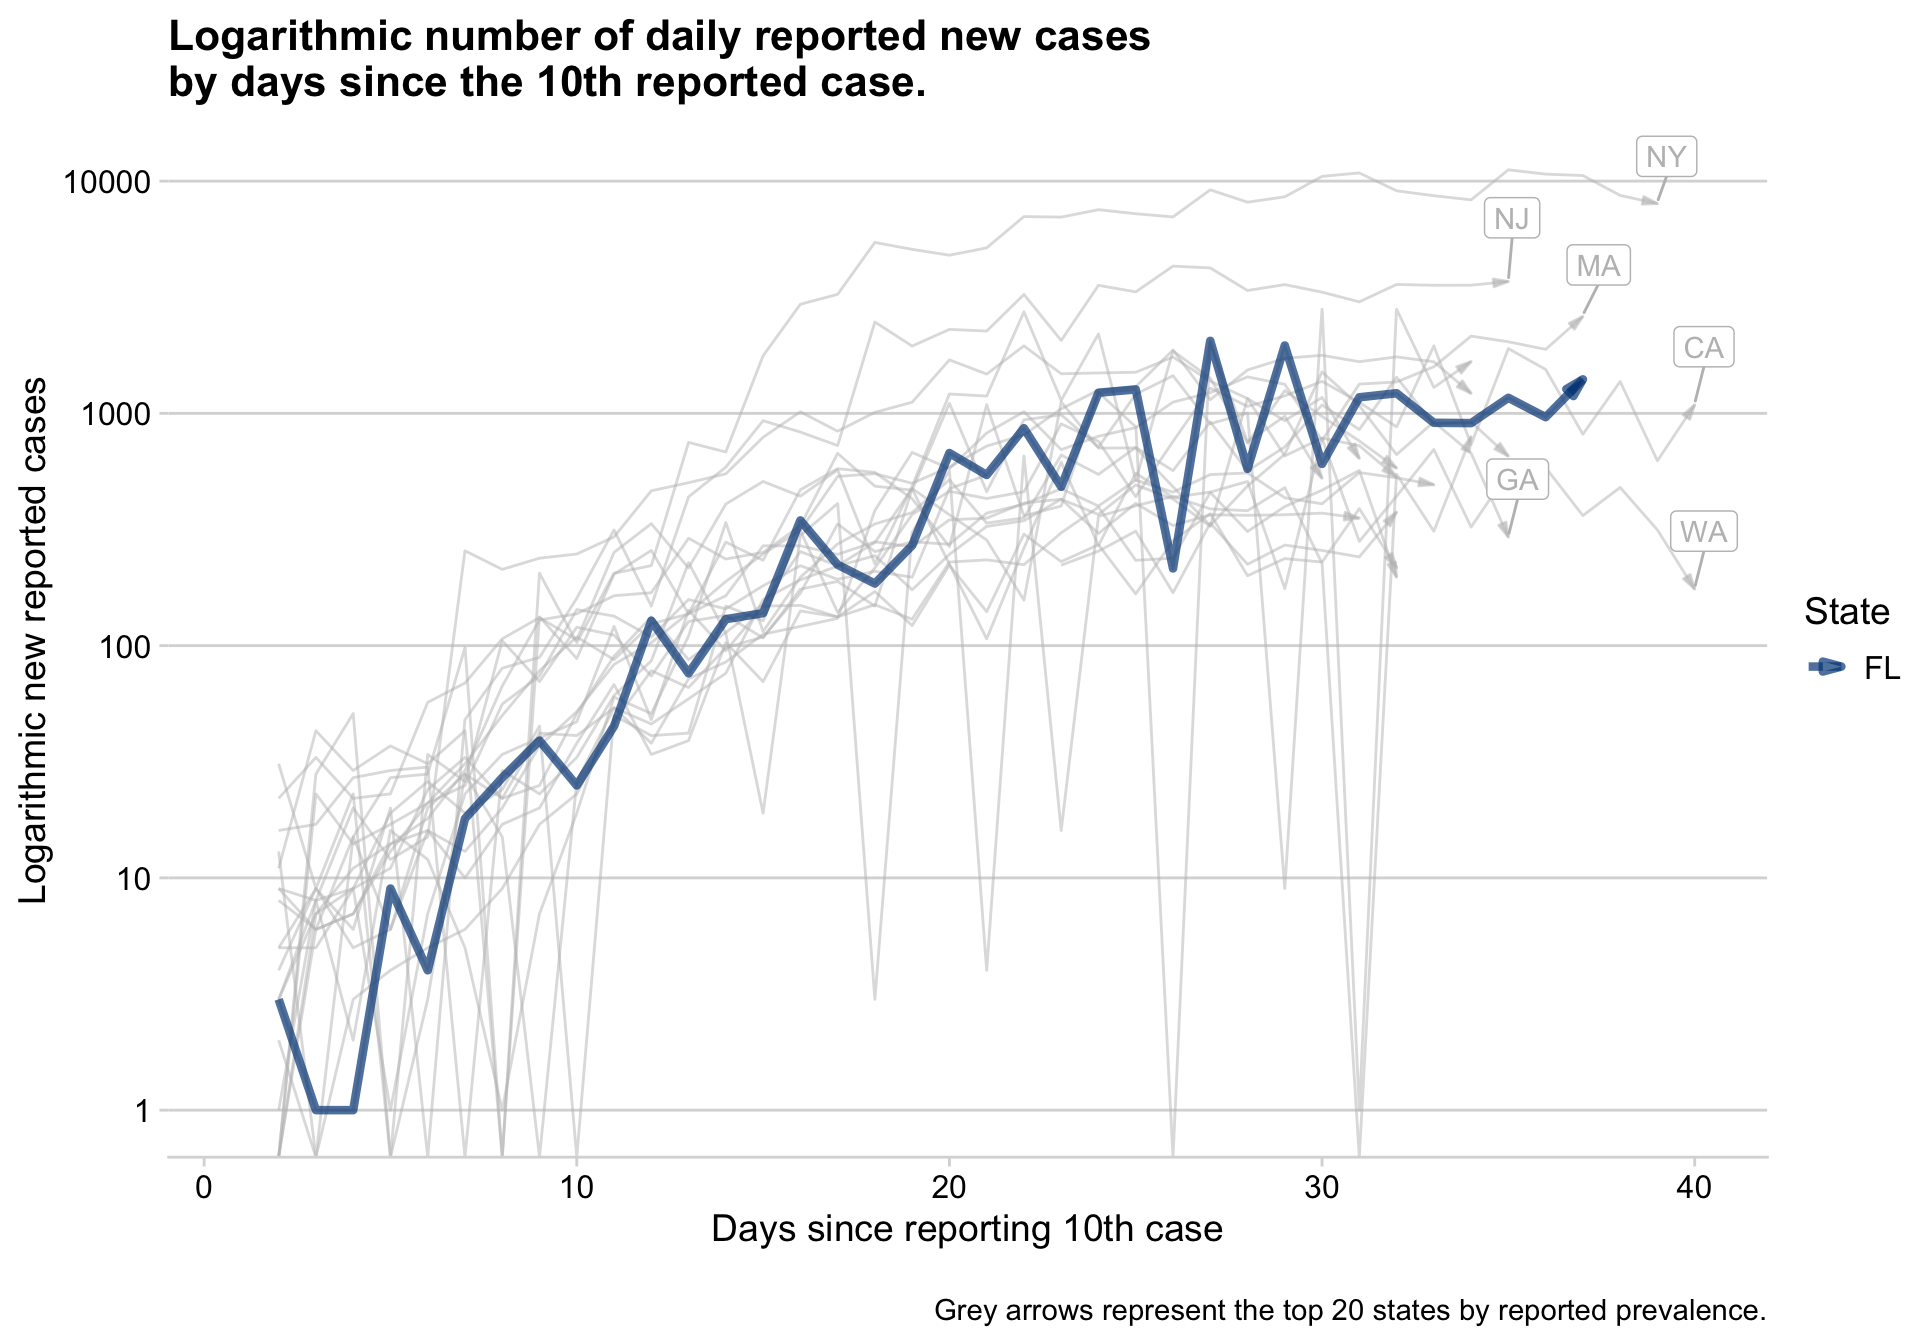 Logarithmic number of daily reported new cases
by days since the 10th reported case.
Logarithmic new reported cases
10000
1000
100
10
1
NY
NJ
MA
CA
GA
WA
State
FL
0
10
20
30
40
Days since reporting 10th case
Grey arrows represent the top 20 states by reported prevalence.